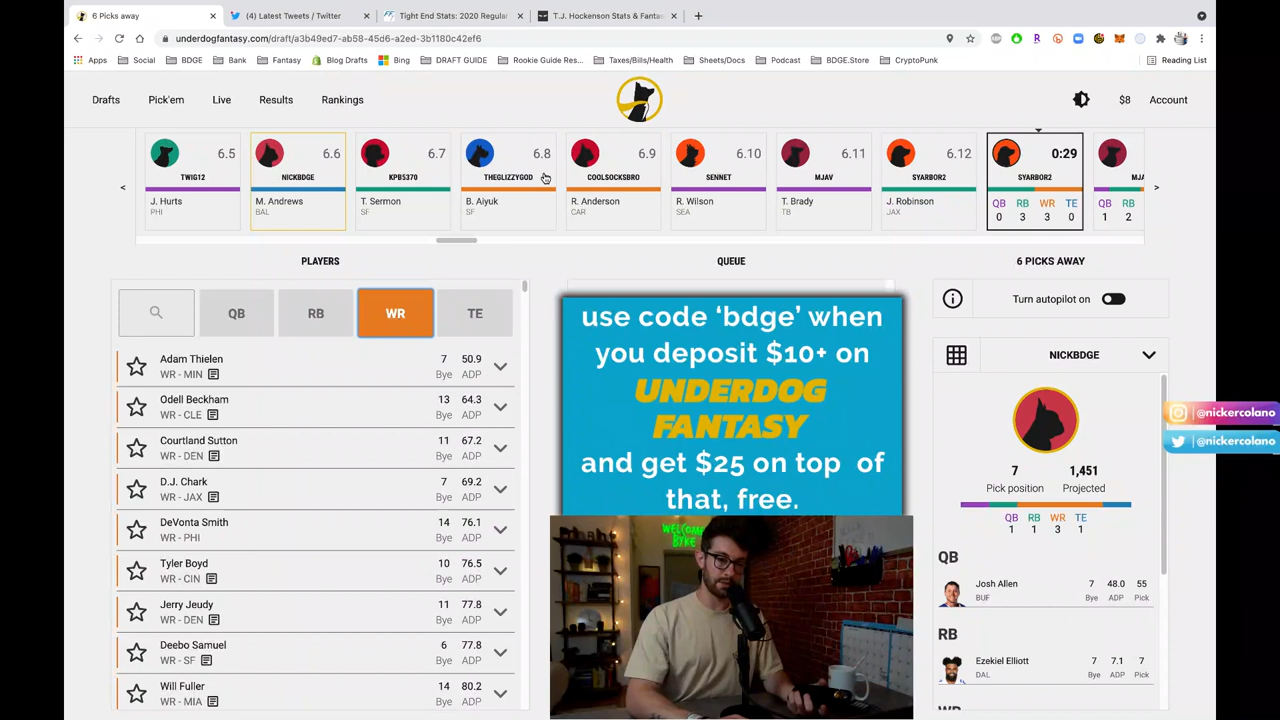 6 Picks away
(4) Latest Tweets / Twitter
Tight End Stats: 2020 Regula
T.J. Hockenson Stats & Fantas
underdogfantasy.com/draft/a3b49ed7-ab58-45d6-a2ed-3b1180c42ef6
Apps
Social
BDGE
Bank
Fantasy
Blog Drafts
Bing
DRAFT GUIDE
Rookie Guide Res...
Taxes/Bills/Health
Sheets/Docs
Podcast
BDGE.Store
CryptoPunk
Reading List
Drafts
Pick'em
Live
Results
Rankings
$8
Account
6.5
TWIG12
J. Hurts
PHI
6.6
NICKBDGE
M. Andrews
BAL
6.7
KPB5370
T. Sermon
SF
6.8
THEGLIZZYGOD
B. Aiyuk
SF
6.9
COOLSOCKSBRO
R. Anderson
CAR
6.10
SENNET
R. Wilson
SEA
6.11
MJAV
T. Brady
TB
6.12
SYARBOR2
J. Robinson
JAX
0:29
SYARBOR2
QB RB WR TE
0 3 3 0
MJA
QB RB
1 2
<
>
PLAYERS
QUEUE
6 PICKS AWAY
QB
RB
WR
TE
Adam Thielen 7 50.9
WR - MIN Bye ADP
Odell Beckham 13 64.3
WR - CLE Bye ADP
Courtland Sutton 11 67.2
WR - DEN Bye ADP
D.J. Chark 7 69.2
WR - JAX Bye ADP
DeVonta Smith 14 76.1
WR - PHI Bye ADP
Tyler Boyd 10 76.5
WR - CIN Bye ADP
Jerry Jeudy 11 77.8
WR - DEN Bye ADP
Deebo Samuel 6 77.8
WR - SF Bye ADP
Will Fuller 14 80.2
WR - MIA Bye ADP
use code ‘bdge’ when
you deposit $10+ on
UNDERDOG
FANTASY
and get $25 on top of
that, free.
WELCOME
BYKE
Turn autopilot on
NICKBDGE
7 1,451
Pick position Projected
QB RB WR TE
1 1 3 1
QB
Josh Allen 7 48.0 55
BUF Bye ADP Pick
RB
Ezekiel Elliott 7 7.1 7
DAL Bye ADP Pick
@nickercolano
@nickercolano